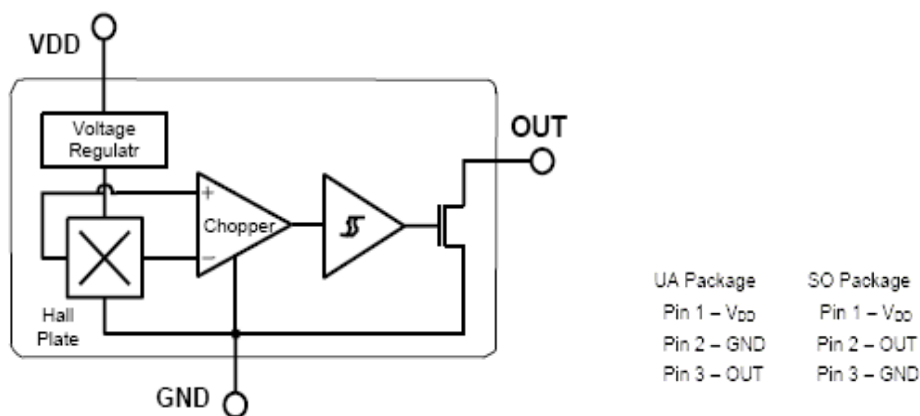 VDD
Voltage
Regulatr
OUT
+
Chopper
−
Hall
Plate
GND
UA Package
Pin 1 – VDD
Pin 2 – GND
Pin 3 – OUT
SO Package
Pin 1 – VDD
Pin 2 – OUT
Pin 3 – GND